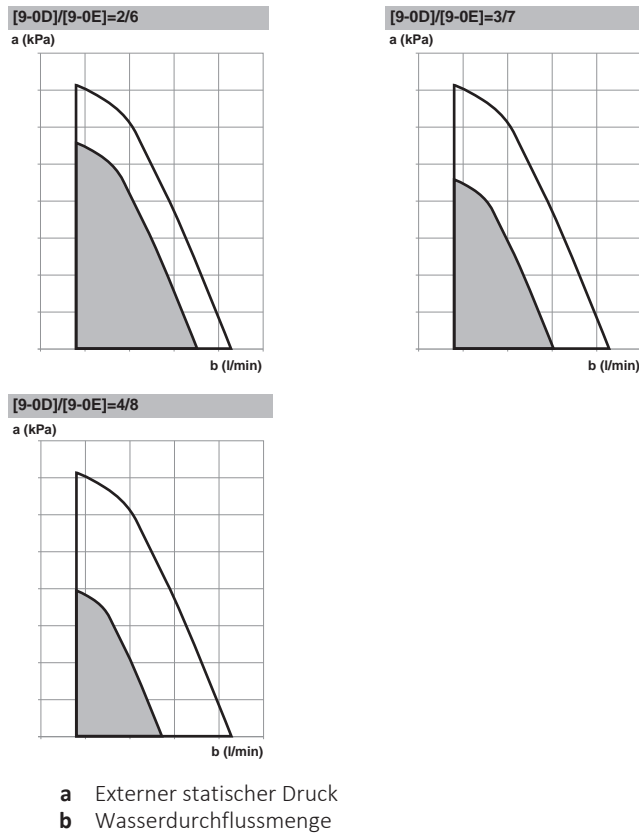 [9-0D]/[9-0E]=2/6
a (kPa)
b (l/min)
[9-0D]/[9-0E]=3/7
a (kPa)
b (l/min)
[9-0D]/[9-0E]=4/8
a (kPa)
b (l/min)
a Externer statischer Druck
b Wasserdurchflussmenge